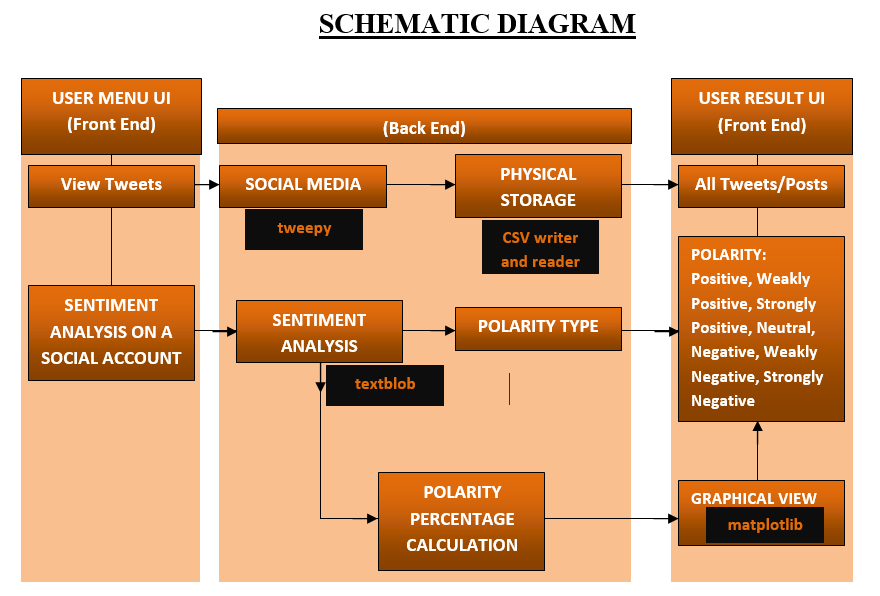 SCHEMATIC DIAGRAM
USER MENU UI
(Front End)
(Back End)
USER RESULT UI
(Front End)
View Tweets
SOCIAL MEDIA
tweepy
PHYSICAL
STORAGE
CSV writer
and reader
All Tweets/Posts
SENTIMENT
ANALYSIS ON A
SOCIAL ACCOUNT
SENTIMENT
ANALYSIS
textblob
POLARITY TYPE
POLARITY:
Positive, Weakly
Positive, Strongly
Positive, Neutral,
Negative, Weakly
Negative, Strongly
Negative
POLARITY
PERCENTAGE
CALCULATION
GRAPHICAL VIEW
matplotlib